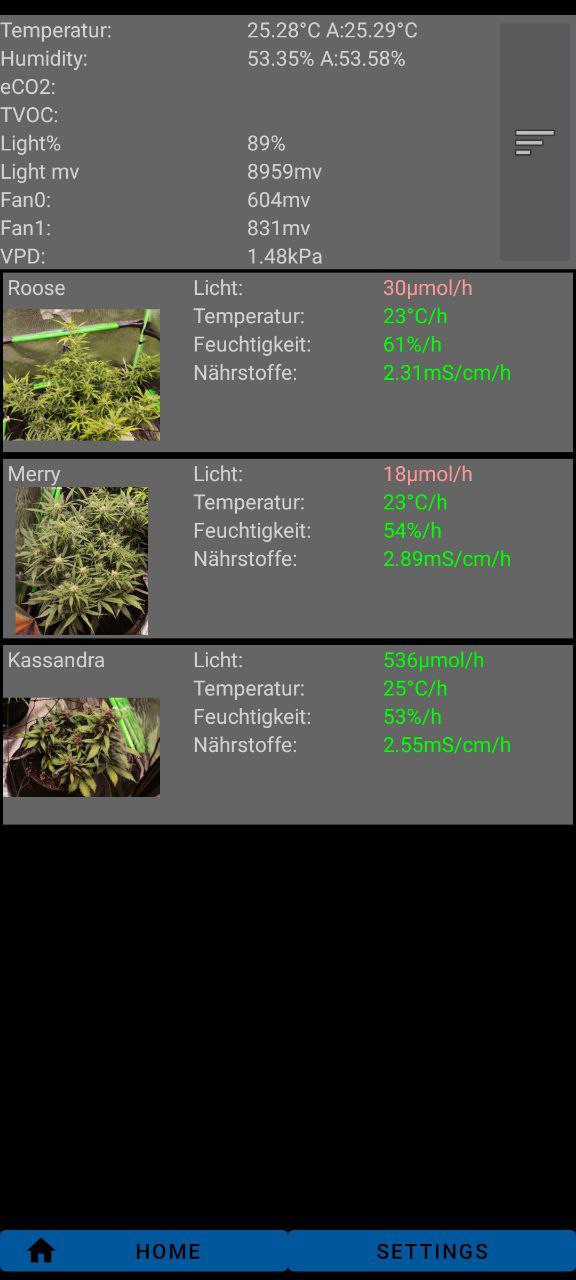 Temperatur: 25.28°C A:25.29°C
Humidity: 53.35% A:53.58%
eCO2:
TVOC:
Light% 89%
Light mv 8959mv
Fan0: 604mv
Fan1: 831mv
VPD: 1.48kPa
Roose Licht: 30µmol/h
Temperatur: 23°C/h
Feuchtigkeit: 61%/h
Nährstoffe: 2.31mS/cm/h
Merry Licht: 18µmol/h
Temperatur: 23°C/h
Feuchtigkeit: 54%/h
Nährstoffe: 2.89mS/cm/h
Kassandra Licht: 536µmol/h
Temperatur: 25°C/h
Feuchtigkeit: 53%/h
Nährstoffe: 2.55mS/cm/h
HOME SETTINGS